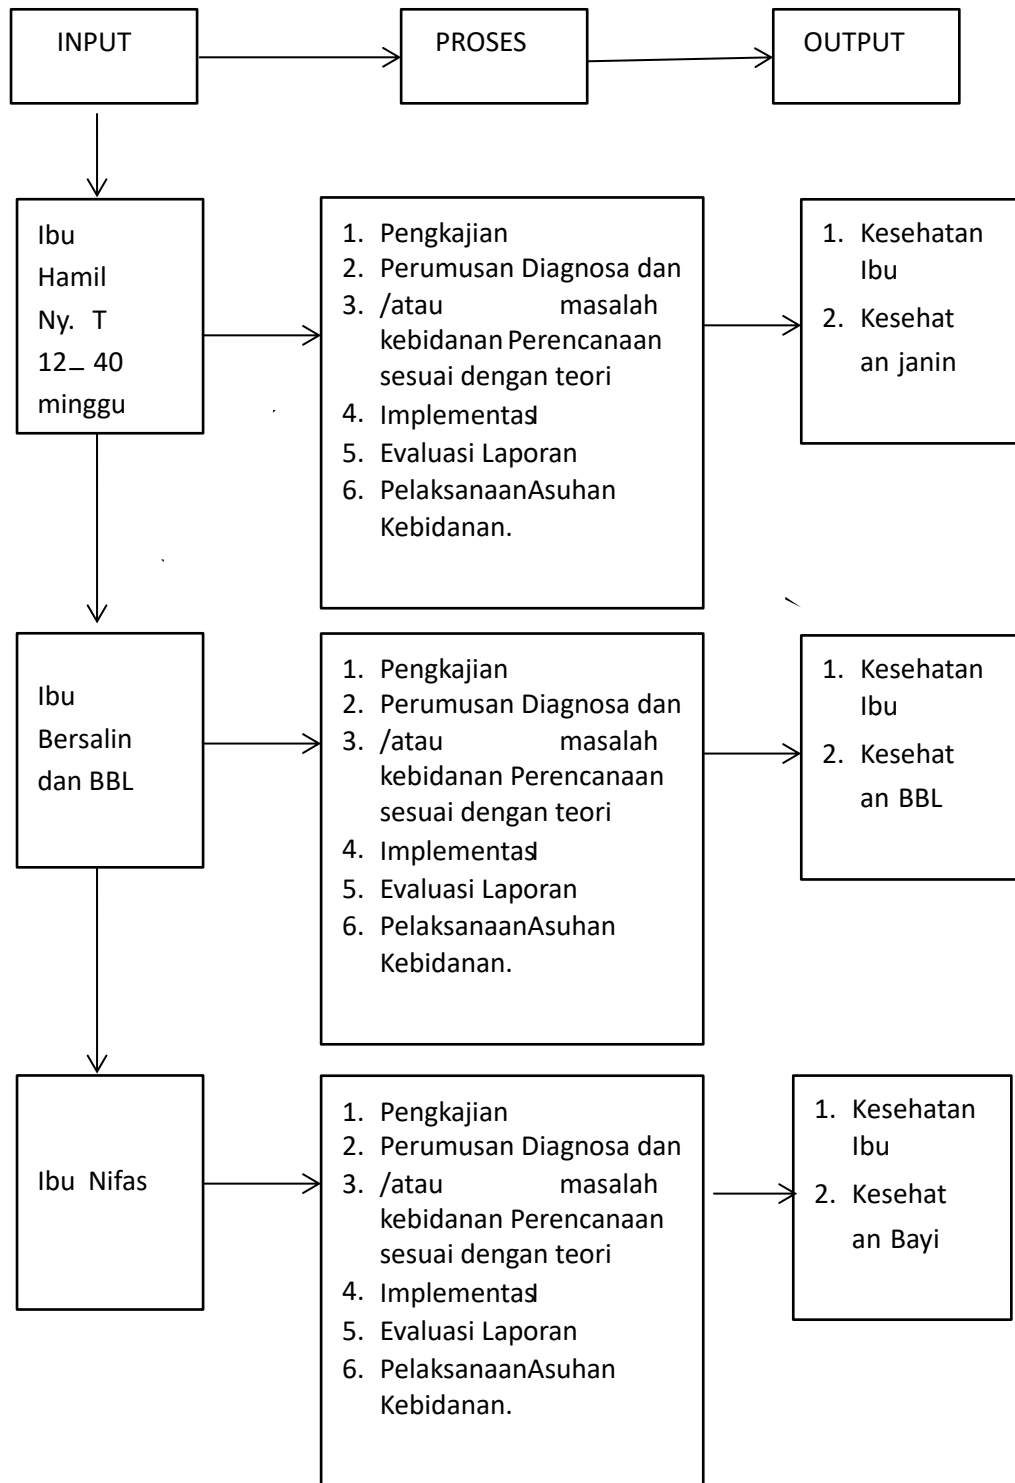 INPUT
PROSES
OUTPUT
Ibu
Hamil
Ny. T
12– 40
minggu
1. Pengkajian
2. Perumusan Diagnosa dan
3. /atau masalah
kebidanan Perencanaan
sesuai dengan teori
4. Implementasi
5. Evaluasi Laporan
6. PelaksanaanAsuhan
Kebidanan.
1. Kesehatan
Ibu
2. Kesehat
an janin
Ibu
Bersalin
dan BBL
1. Pengkajian
2. Perumusan Diagnosa dan
3. /atau masalah
kebidanan Perencanaan
sesuai dengan teori
4. Implementasi
5. Evaluasi Laporan
6. PelaksanaanAsuhan
Kebidanan.
1. Kesehatan
Ibu
2. Kesehat
an BBL
Ibu Nifas
1. Pengkajian
2. Perumusan Diagnosa dan
3. /atau masalah
kebidanan Perencanaan
sesuai dengan teori
4. Implementasi
5. Evaluasi Laporan
6. PelaksanaanAsuhan
Kebidanan.
1. Kesehatan
Ibu
2. Kesehat
an Bayi